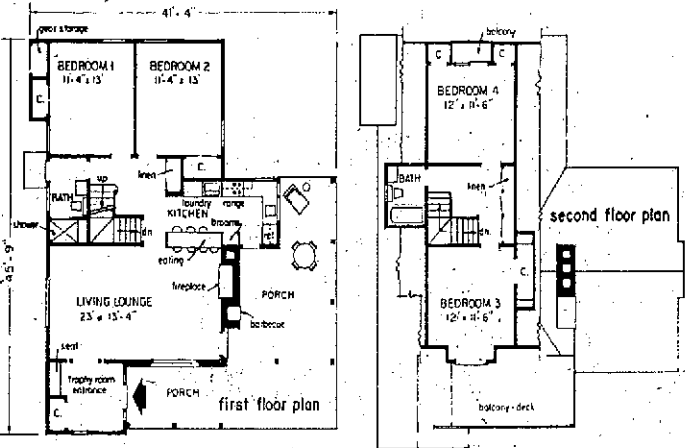 41'-4"
gear storage
BEDROOM 1
11'-4" x 13'
BEDROOM 2
11'-4" x 13'
C.
linen
C.
up
BATH
laundry
range
KITCHEN
brooms
ref.
shower
dn.
eating
45'-9"
fireplace
LIVING LOUNGE
23' x 13'-4"
PORCH
barbecue
seat
Trophy room
entrance
C.
PORCH
first floor plan
balcony
C
C
BEDROOM 4
12' x 11'-6"
BATH
linen
dn.
second floor plan
C.
BEDROOM 3
12' x 11'-6"
balcony-deck